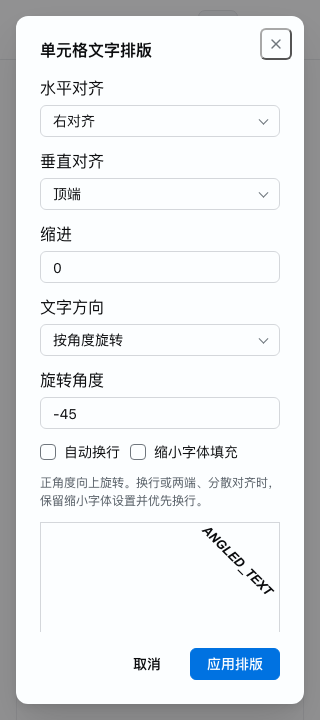 单元格文字排版
水平对齐
右对齐
垂直对齐
顶端
缩进
0
文字方向
按角度旋转
旋转角度
-45
自动换行 缩小字体填充
正角度向上旋转。换行或两端、分散对齐时，
保留缩小字体设置并优先换行。
ANGLED_TEXT
取消 应用排版